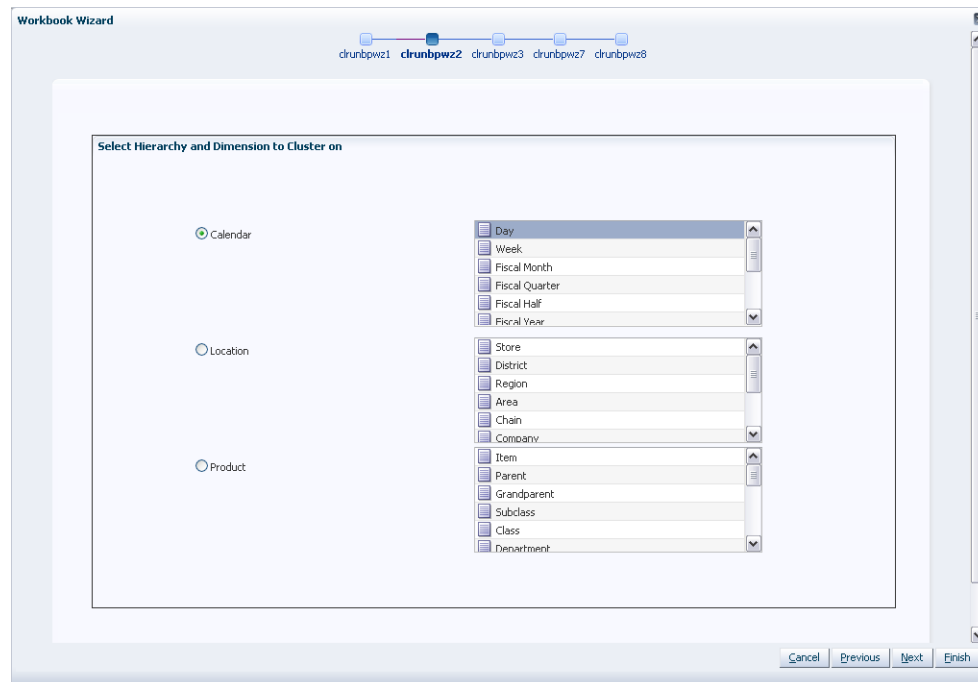 Workbook Wizard
clrunbpwz1 clrunbpwz2 clrunbpwz3 clrunbpwz7 clrunbpwz8
Select Hierarchy and Dimension to Cluster on
Calendar
Day
Week
Fiscal Month
Fiscal Quarter
Fiscal Half
Fiscal Year
Location
Store
District
Region
Area
Chain
Company
Product
Item
Parent
Grandparent
Subclass
Class
Department
Cancel Previous Next Finish